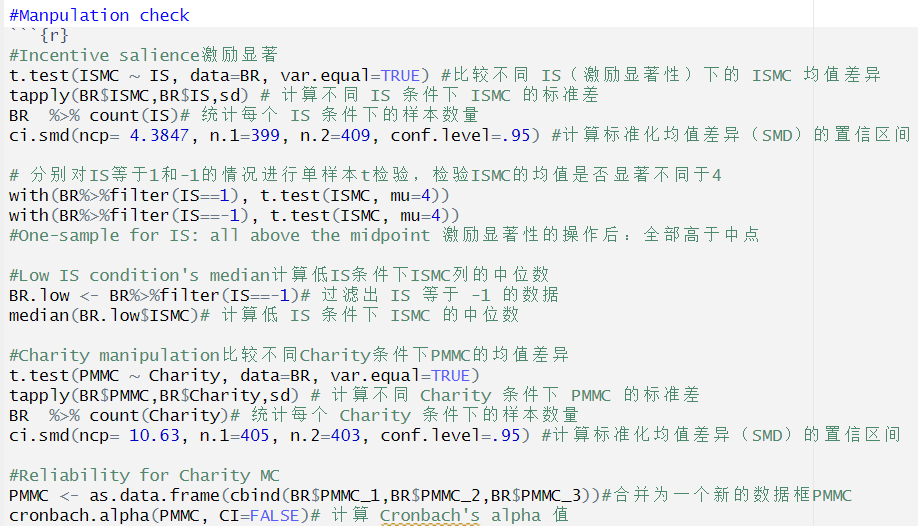 #Manpulation check
```{r}
#Incentive salience激励显著
t.test(ISMC ~ IS, data=BR, var.equal=TRUE) #比较不同 IS（激励显著性）下的 ISMC 均值差异
tapply(BR$ISMC,BR$IS,sd) # 计算不同 IS 条件下 ISMC 的标准差
BR  %>% count(IS)# 统计每个 IS 条件下的样本数量
ci.smd(ncp= 4.3847, n.1=399, n.2=409, conf.level=.95) #计算标准化均值差异（SMD）的置信区间
# 分别对IS等于1和-1的情况进行单样本t检验，检验ISMC的均值是否显著不同于4
with(BR%>%filter(IS==1), t.test(ISMC, mu=4))
with(BR%>%filter(IS==-1), t.test(ISMC, mu=4))
#One-sample for IS: all above the midpoint 激励显著性的操作后：全部高于中点
#Low IS condition's median计算低IS条件下ISMC列的中位数
BR.low <- BR%>%filter(IS==-1)# 过滤出 IS 等于 -1 的数据
median(BR.low$ISMC)# 计算低 IS 条件下 ISMC 的中位数
#Charity manipulation比较不同Charity条件下PMMC的均值差异
t.test(PMMC ~ Charity, data=BR, var.equal=TRUE)
tapply(BR$PMMC,BR$Charity,sd) # 计算不同 Charity 条件下 PMMC 的标准差
BR  %>% count(Charity)# 统计每个 Charity 条件下的样本数量
ci.smd(ncp= 10.63, n.1=405, n.2=403, conf.level=.95) #计算标准化均值差异（SMD）的置信区间
#Reliability for Charity MC
PMMC <- as.data.frame(cbind(BR$PMMC_1,BR$PMMC_2,BR$PMMC_3))#合并为一个新的数据框PMMC
cronbach.alpha(PMMC, CI=FALSE)# 计算 Cronbach's alpha 值